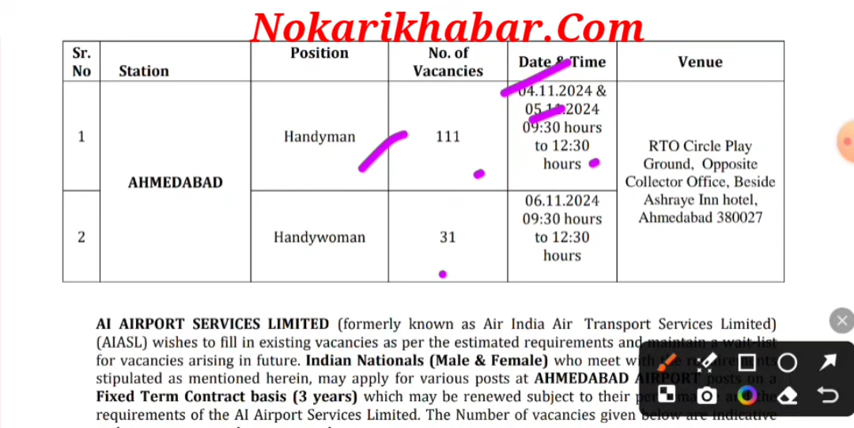 Nokarikhabar.Com
Sr. No Station Position No. of Vacancies Date & Time Venue
1 AHMEDABAD Handyman 111 04.11.2024 & 05.11.2024 09:30 hours to 12:30 hours RTO Circle Play Ground, Opposite Collector Office, Beside Ashraye Inn hotel, Ahmedabad 380027
2 Handywoman 31 06.11.2024 09:30 hours to 12:30 hours
AI AIRPORT SERVICES LIMITED (formerly known as Air India Air Transport Services Limited)
(AIASL) wishes to fill in existing vacancies as per the estimated requirements and maintain a wait-list
for vacancies arising in future. Indian Nationals (Male & Female) who meet with the requirements
stipulated as mentioned herein, may apply for various posts at AHMEDABAD AIRPORT posts on a
Fixed Term Contract basis (3 years) which may be renewed subject to their the
requirements of the AI Airport Services Limited. The Number of vacancies given below are indicative